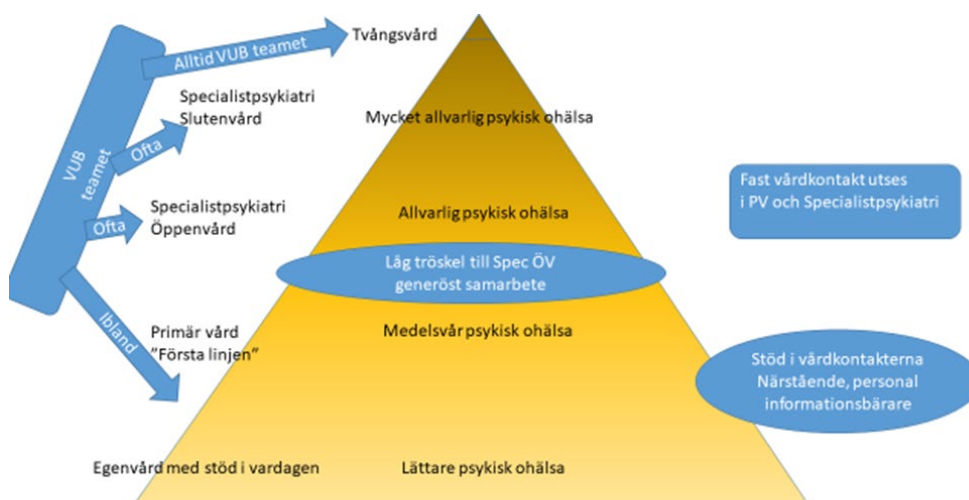 Alltid VUB teamet
Tvångsvård
Specialistpsykiatri
Slutenvård
Mycket allvarlig psykisk ohälsa
VUB
teamet
Ofta
Fast vårdkontakt utses
i PV och Specialistpsykiatri
Specialistpsykiatri
Öppenvård
Allvarlig psykisk ohälsa
Ofta
Låg tröskel till Spec ÖV
generöst samarbete
Ibland
Primär vård
”Första linjen”
Medelsvår psykisk ohälsa
Stöd i vårdkontakterna
Närstående, personal
informationsbärare
Egenvård med stöd i vardagen
Lättare psykisk ohälsa